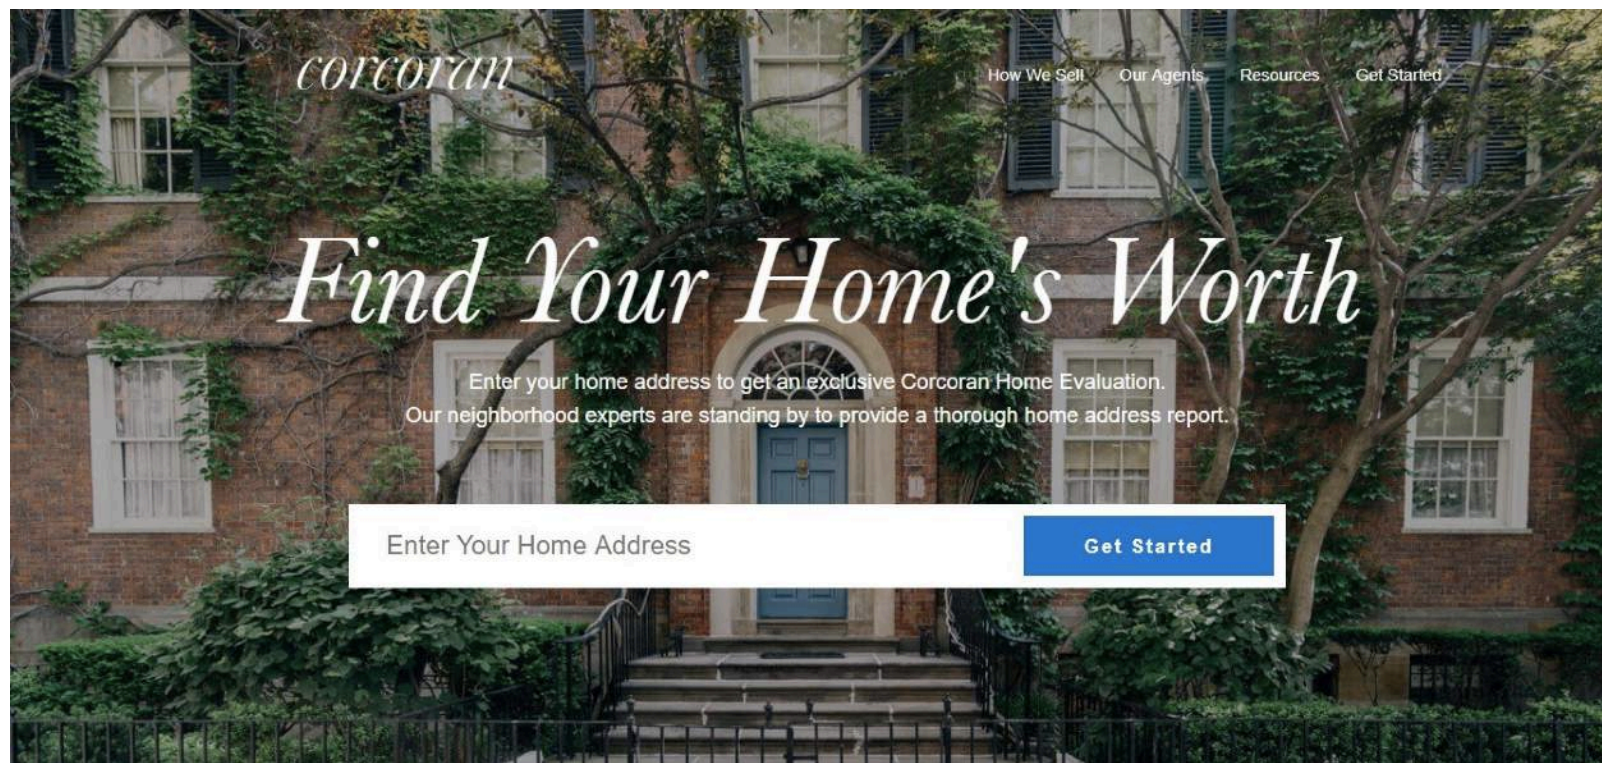 corcoran
How We Sell Our Agents Resources Get Started
Find Your Home's Worth
Enter your home address to get an exclusive Corcoran Home Evaluation.
Our neighborhood experts are standing by to provide a thorough home address report.
Enter Your Home Address
Get Started